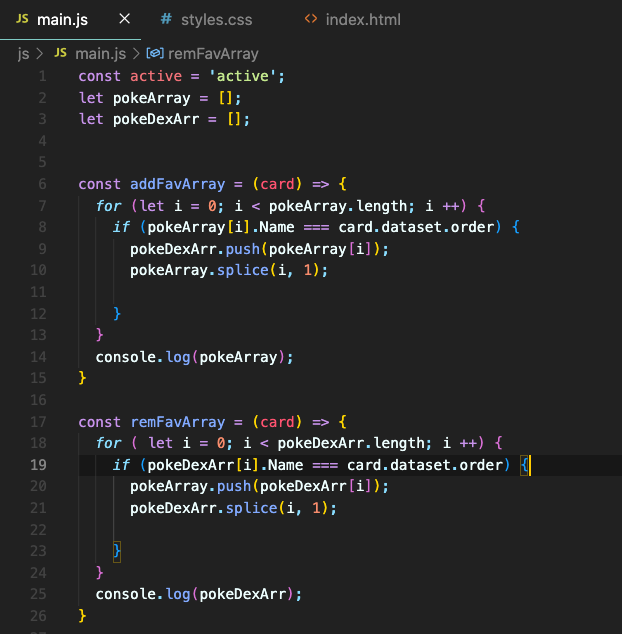 JS main.js × # styles.css <> index.html
js > JS main.js > remFavArray
1 const active = 'active';
2 let pokeArray = [];
3 let pokeDexArr = [];
4
5
6 const addFavArray = (card) => {
7 for (let i = 0; i < pokeArray.length; i ++) {
8 if (pokeArray[i].Name === card.dataset.order) {
9 pokeDexArr.push(pokeArray[i]);
10 pokeArray.splice(i, 1);
11
12 }
13 }
14 console.log(pokeArray);
15 }
16
17 const remFavArray = (card) => {
18 for ( let i = 0; i < pokeDexArr.length; i ++) {
19 if (pokeDexArr[i].Name === card.dataset.order) {
20 pokeArray.push(pokeDexArr[i]);
21 pokeDexArr.splice(i, 1);
22
23 }
24 }
25 console.log(pokeDexArr);
26 }